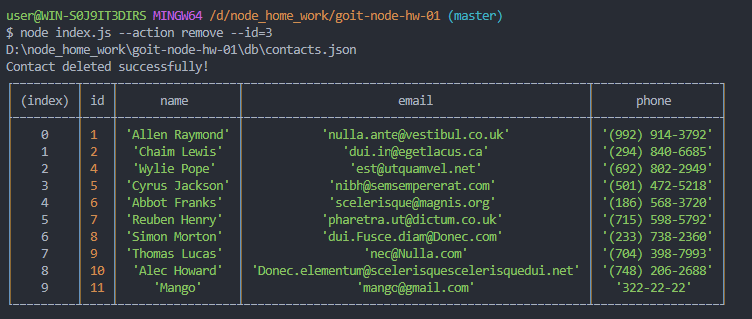 user@WIN-S0J9IT3DIRS MINGW64 /d/node_home_work/goit-node-hw-01 (master)
$ node index.js --action remove --id=3
D:\node_home_work\goit-node-hw-01\db\contacts.json
Contact deleted successfully!
(index) id name email phone
0 1 'Allen Raymond' 'nulla.ante@vestibul.co.uk' '(992) 914-3792'
1 2 'Chaim Lewis' 'dui.in@egetlacus.ca' '(294) 840-6685'
2 4 'Wylie Pope' 'est@utquamvel.net' '(692) 802-2949'
3 5 'Cyrus Jackson' 'nibh@semsempererat.com' '(501) 472-5218'
4 6 'Abbot Franks' 'scelerisque@magnis.org' '(186) 568-3720'
5 7 'Reuben Henry' 'pharetra.ut@dictum.co.uk' '(715) 598-5792'
6 8 'Simon Morton' 'dui.Fusce.diam@Donec.com' '(233) 738-2360'
7 9 'Thomas Lucas' 'nec@Nulla.com' '(704) 398-7993'
8 10 'Alec Howard' 'Donec.elementum@scelerisquescelerisquedui.net' '(748) 206-2688'
9 11 'Mango' 'mango@gmail.com' '322-22-22'